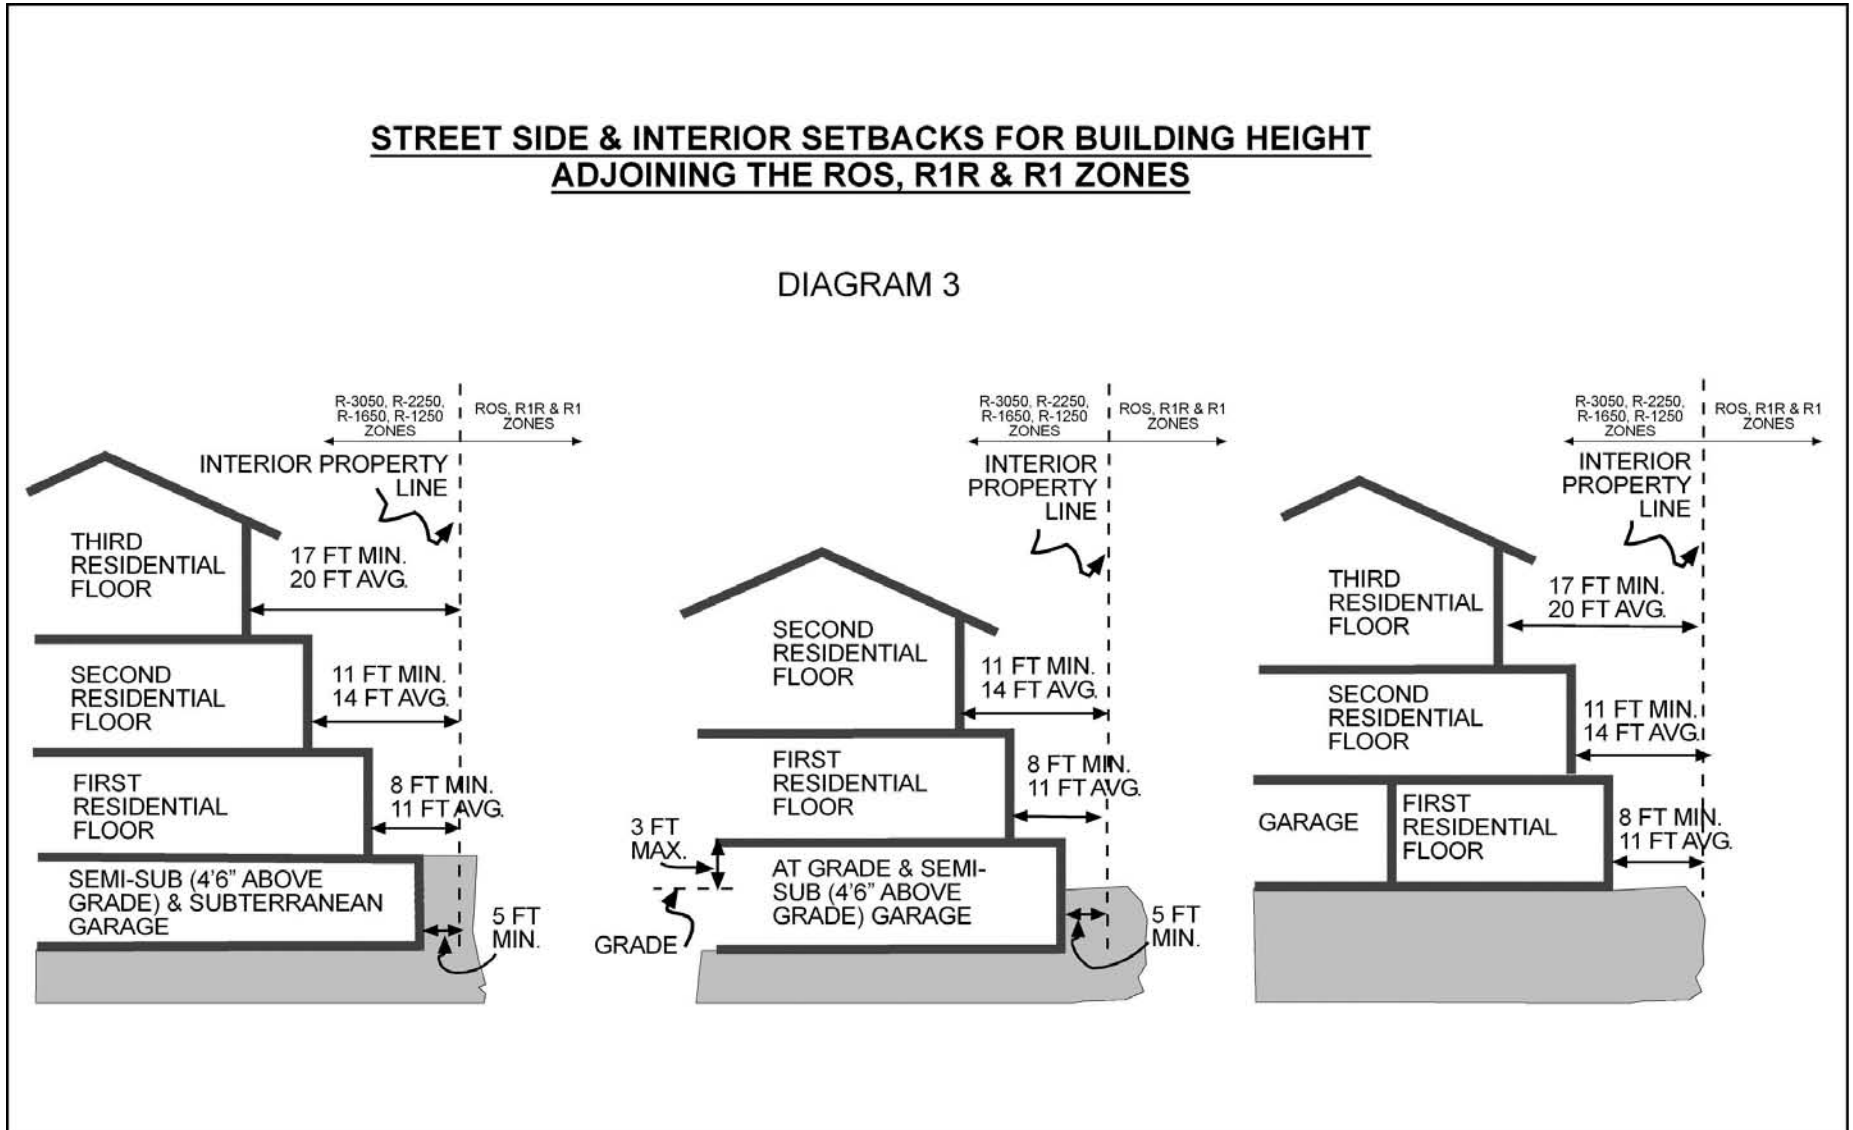 STREET SIDE & INTERIOR SETBACKS FOR BUILDING HEIGHT
ADJOINING THE ROS, R1R & R1 ZONES
DIAGRAM 3
R-3050, R-2250,
R-1650, R-1250
ZONES
ROS, R1R & R1
ZONES
INTERIOR PROPERTY
LINE
THIRD
RESIDENTIAL
FLOOR
17 FT MIN.
20 FT AVG.
SECOND
RESIDENTIAL
FLOOR
11 FT MIN.
14 FT AVG.
FIRST
RESIDENTIAL
FLOOR
8 FT MIN.
11 FT AVG.
SEMI-SUB (4'6” ABOVE
GRADE) & SUBTERRANEAN
GARAGE
5 FT
MIN.
R-3050, R-2250,
R-1650, R-1250
ZONES
ROS, R1R & R1
ZONES
INTERIOR
PROPERTY
LINE
SECOND
RESIDENTIAL
FLOOR
11 FT MIN.
14 FT AVG.
FIRST
RESIDENTIAL
FLOOR
8 FT MIN.
11 FT AVG.
3 FT
MAX.
AT GRADE & SEMI-
SUB (4'6” ABOVE
GRADE) GARAGE
GRADE
5 FT
MIN.
R-3050, R-2250,
R-1650, R-1250
ZONES
ROS, R1R & R1
ZONES
INTERIOR
PROPERTY
LINE
THIRD
RESIDENTIAL
FLOOR
17 FT MIN.
20 FT AVG.
SECOND
RESIDENTIAL
FLOOR
11 FT MIN.
14 FT AVG.
GARAGE
FIRST
RESIDENTIAL
FLOOR
8 FT MIN.
11 FT AVG.